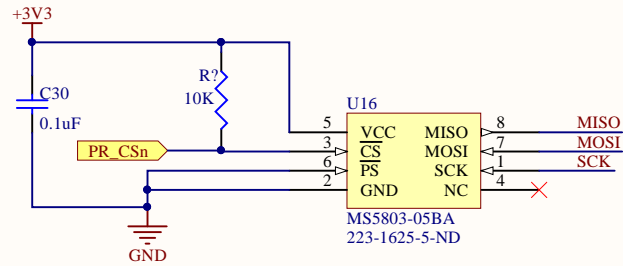 +3V3
C30
0.1uF
R?
10K
PR_CSn
U16
5 VCC MISO 8 MISO
3 CS MOSI 7 MOSI
6 PS SCK 1 SCK
2 GND NC 4
MS5803-05BA
223-1625-5-ND
GND